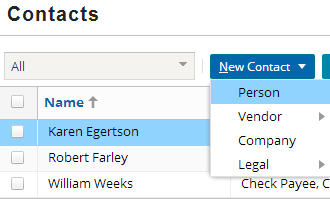 Contacts
All
New Contact
Person
Vendor
Company
Legal
Name
Karen Egertson
Robert Farley
William Weeks
Check Payee, C